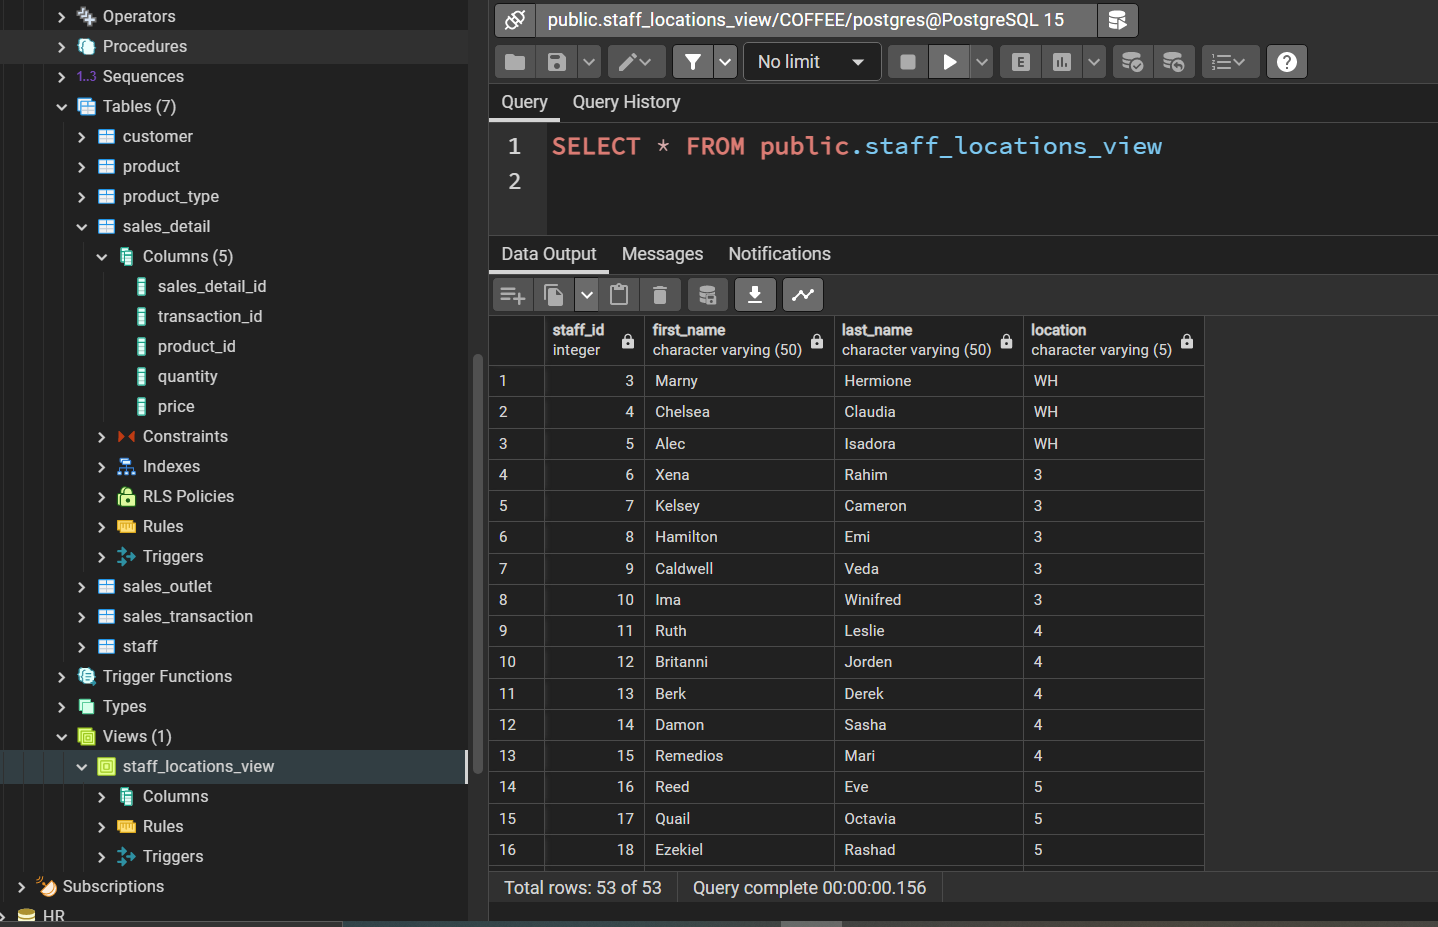 Operators
Procedures
1..3 Sequences
Tables (7)
customer
product
product_type
sales_detail
Columns (5)
sales_detail_id
transaction_id
product_id
quantity
price
Constraints
Indexes
RLS Policies
Rules
Triggers
sales_outlet
sales_transaction
staff
Trigger Functions
Types
Views (1)
staff_locations_view
Columns
Rules
Triggers
Subscriptions
HR
public.staff_locations_view/COFFEE/postgres@PostgreSQL 15
No limit
E
?
Query Query History
1 SELECT * FROM public.staff_locations_view
2
Data Output Messages Notifications
staff_id first_name last_name location
integer character varying (50) character varying (50) character varying (5)
1 3 Marny Hermione WH
2 4 Chelsea Claudia WH
3 5 Alec Isadora WH
4 6 Xena Rahim 3
5 7 Kelsey Cameron 3
6 8 Hamilton Emi 3
7 9 Caldwell Veda 3
8 10 Ima Winifred 3
9 11 Ruth Leslie 4
10 12 Britanni Jorden 4
11 13 Berk Derek 4
12 14 Damon Sasha 4
13 15 Remedios Mari 4
14 16 Reed Eve 5
15 17 Quail Octavia 5
16 18 Ezekiel Rashad 5
Total rows: 53 of 53 Query complete 00:00:00.156